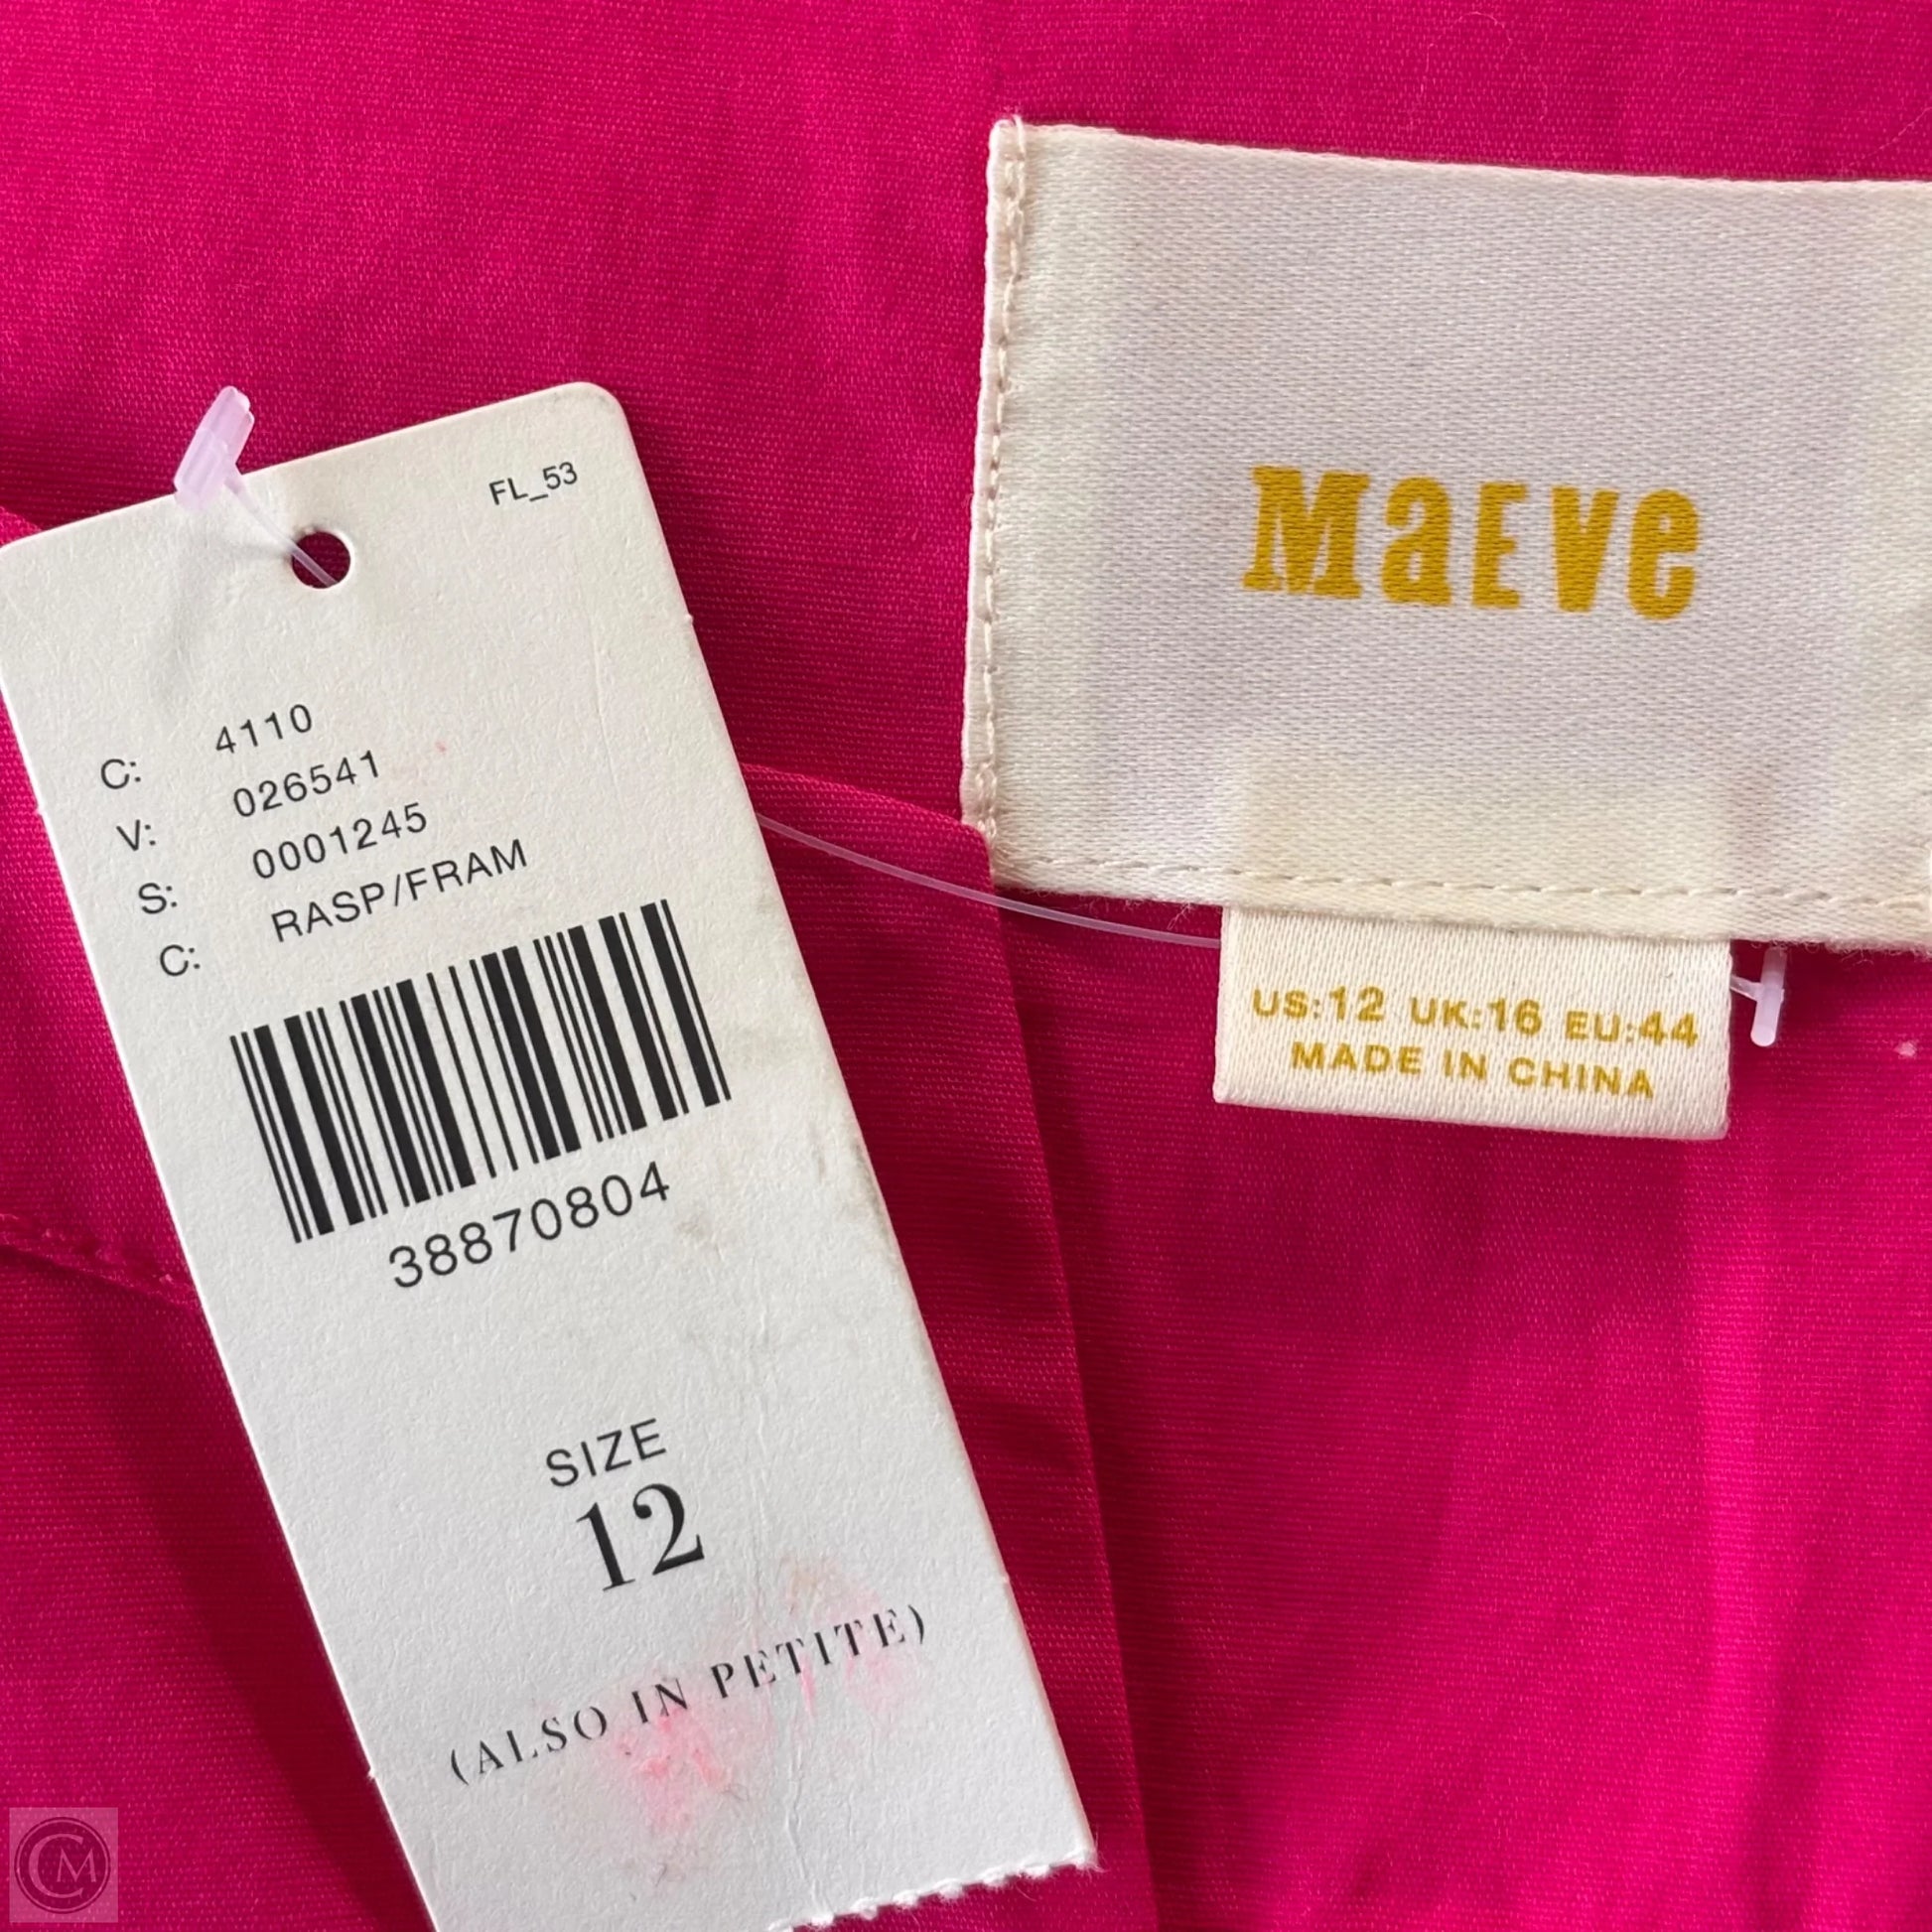 FL_53
C: 4110
V: 026541
S: 0001245
C: RASP/FRAM
38870804
SIZE
12
(ALSO IN PETITE)
MaEve
US:12 UK:16 EU:44
MADE IN CHINA
CM